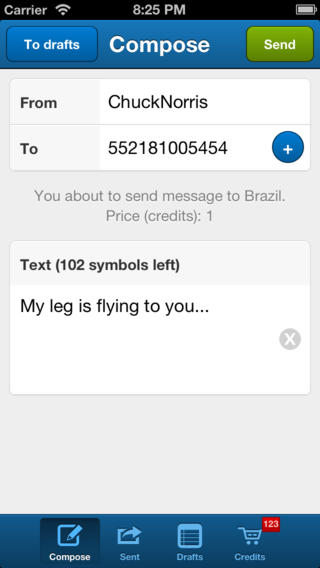 Carrier 8:25 PM
To drafts Compose Send
From ChuckNorris
To 552181005454 +
You about to send message to Brazil.
Price (credits): 1
Text (102 symbols left)
My leg is flying to you...
X
123
Compose Sent Drafts Credits